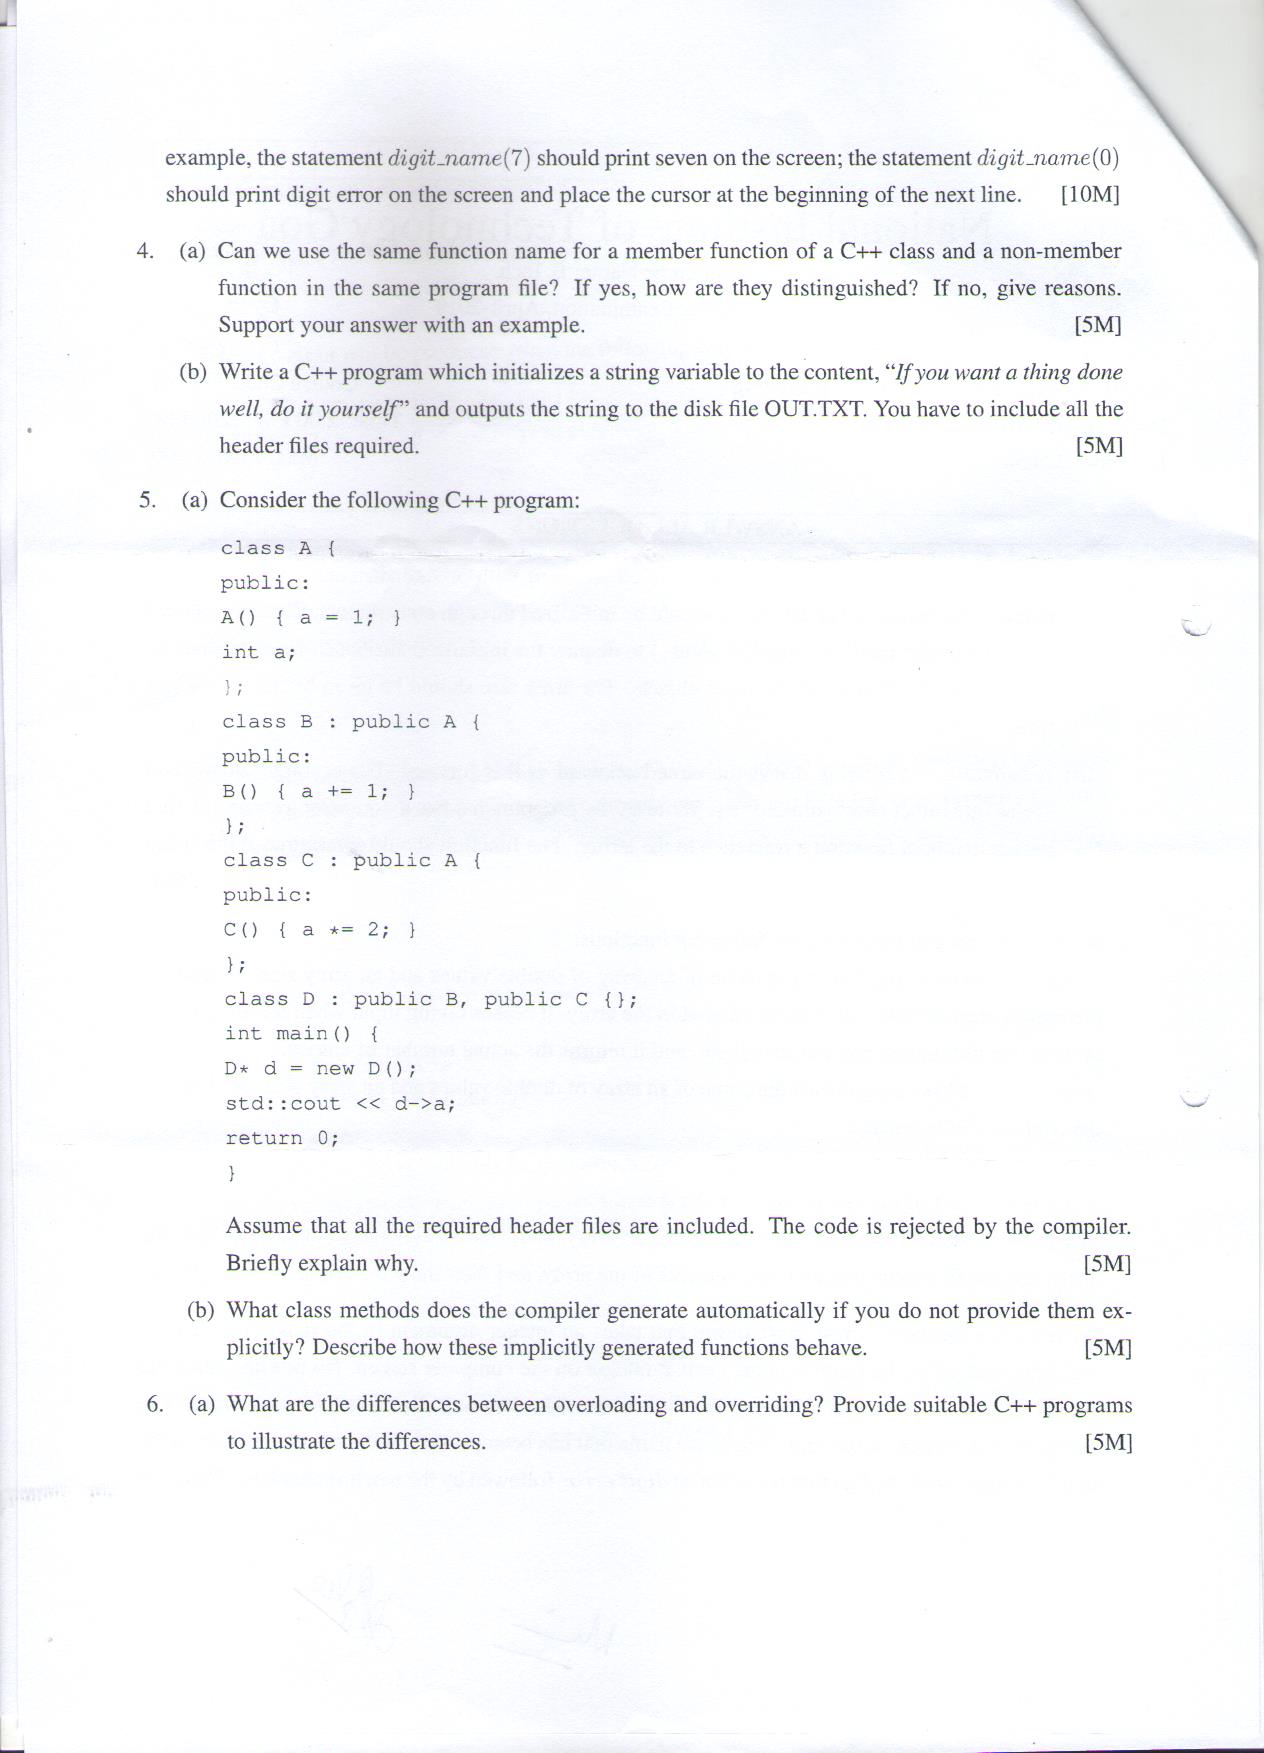 example, the statement digit_name(7) should print seven on the screen; the statement digit_name(0)
should print digit error on the screen and place the cursor at the beginning of the next line. [10M]
4. (a) Can we use the same function name for a member function of a C++ class and a non-member
function in the same program file? If yes, how are they distinguished? If no, give reasons.
Support your answer with an example. [5M]
(b) Write a C++ program which initializes a string variable to the content, “If you want a thing done
well, do it yourself” and outputs the string to the disk file OUT.TXT. You have to include all the
header files required. [5M]
5. (a) Consider the following C++ program:
class A {
public:
A() { a = 1; }
int a;
};
class B : public A {
public:
B() { a += 1; }
};
class C : public A {
public:
C() { a *= 2; }
};
class D : public B, public C {};
int main() {
D* d = new D();
std::cout << d->a;
return 0;
}
Assume that all the required header files are included. The code is rejected by the compiler.
Briefly explain why. [5M]
(b) What class methods does the compiler generate automatically if you do not provide them ex-
plicitly? Describe how these implicitly generated functions behave. [5M]
6. (a) What are the differences between overloading and overriding? Provide suitable C++ programs
to illustrate the differences. [5M]